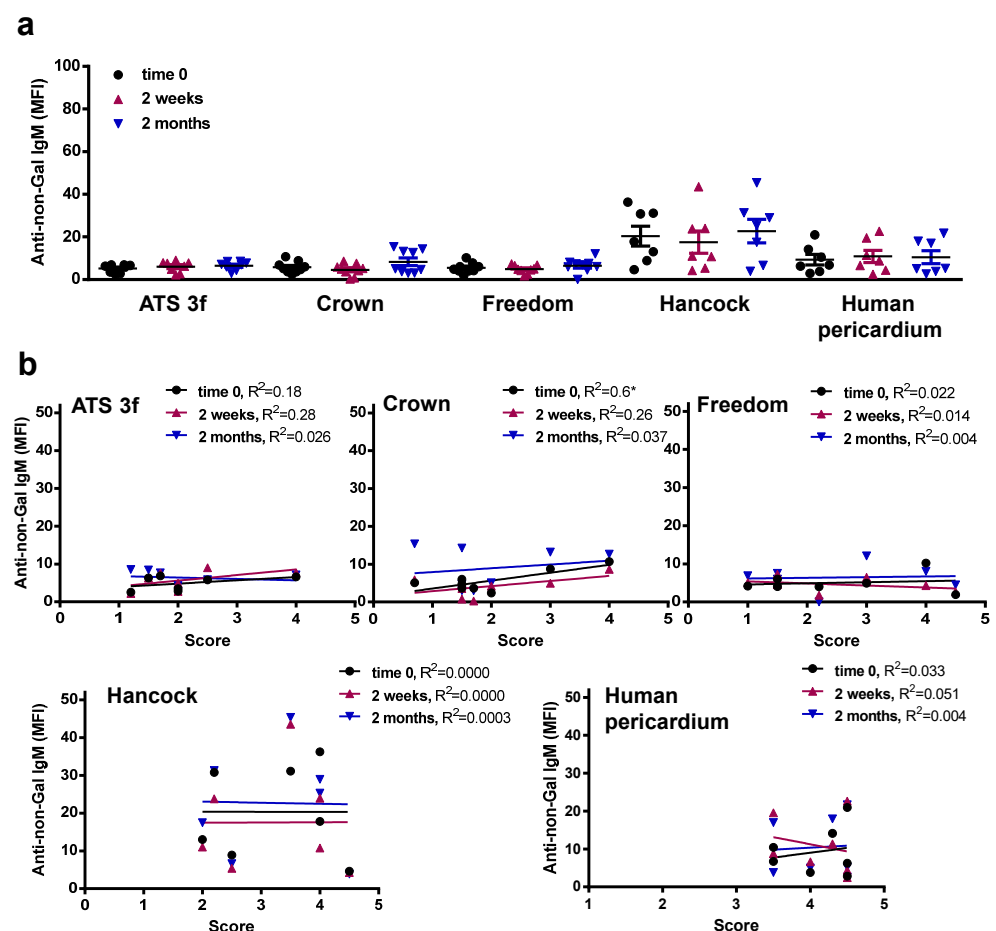 a
Anti-non-Gal IgM (MFI)
100
80
60
40
20
0
time 0
2 weeks
2 months
ATS 3f
Crown
Freedom
Hancock
Human
pericardium
b
ATS 3f
time 0, R2=0.18
2 weeks, R2=0.28
2 months, R2=0.026
Anti-non-Gal IgM (MFI)
50
40
30
20
10
0
0 1 2 3 4 5
Score
Crown
time 0, R2=0.6*
2 weeks, R2=0.26
2 months, R2=0.037
50
40
30
20
10
0
0 1 2 3 4 5
Score
Freedom
time 0, R2=0.022
2 weeks, R2=0.014
2 months, R2=0.004
50
40
30
20
10
0
0 1 2 3 4 5
Score
Hancock
time 0, R2=0.0000
2 weeks, R2=0.0000
2 months, R2=0.0003
Anti-non-Gal IgM (MFI)
50
40
30
20
10
0
0 1 2 3 4 5
Score
Human
pericardium
time 0, R2=0.033
2 weeks, R2=0.051
2 months, R2=0.004
Anti-non-Gal IgM (MFI)
50
40
30
20
10
0
1 2 3 4 5
Score